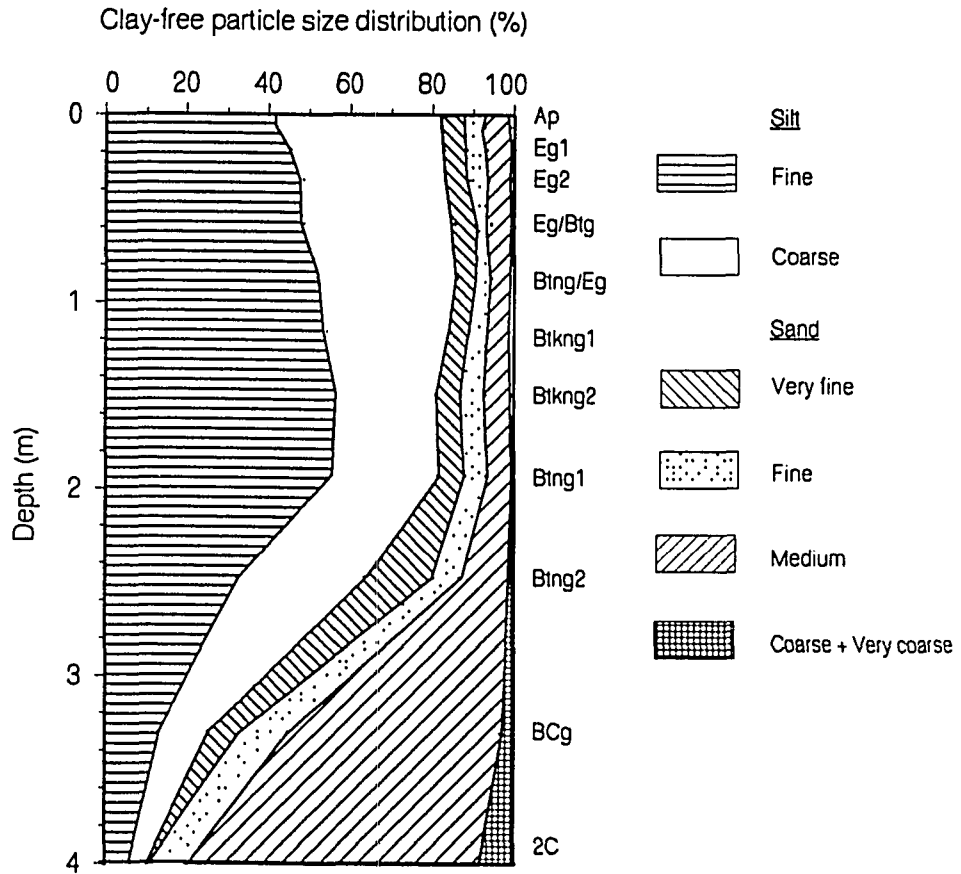 Clay-free particle size distribution (%)
0 20 40 60 80 100
0
1
2
3
4
Depth (m)
Ap
Eg1
Eg2
Eg/Btg
Btng/Eg
Btkng1
Btkng2
Btng1
Btng2
BCg
2C
Silt
Fine
Coarse
Sand
Very fine
Fine
Medium
Coarse + Very coarse